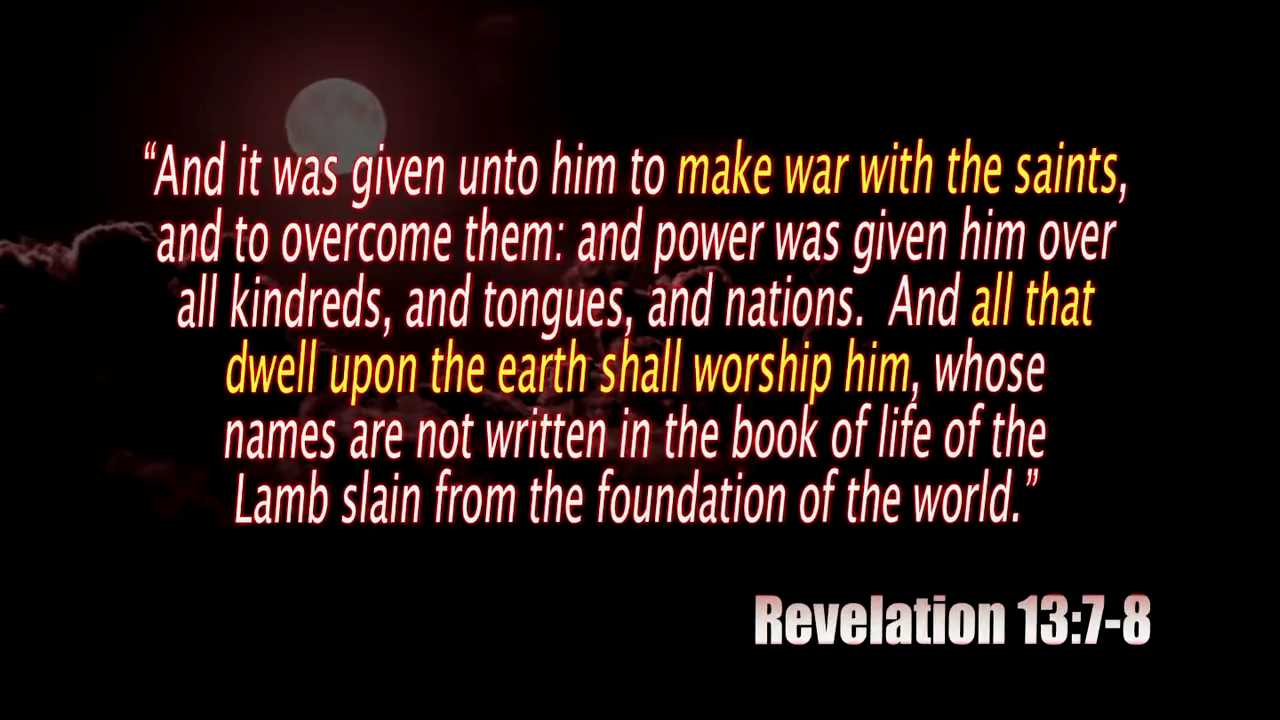 “And it was given unto him to make war with the saints,
and to overcome them: and power was given him over
all kindreds, and tongues, and nations.  And all that
dwell upon the earth shall worship him, whose
names are not written in the book of life of the
Lamb slain from the foundation of the world.”
Revelation 13:7-8